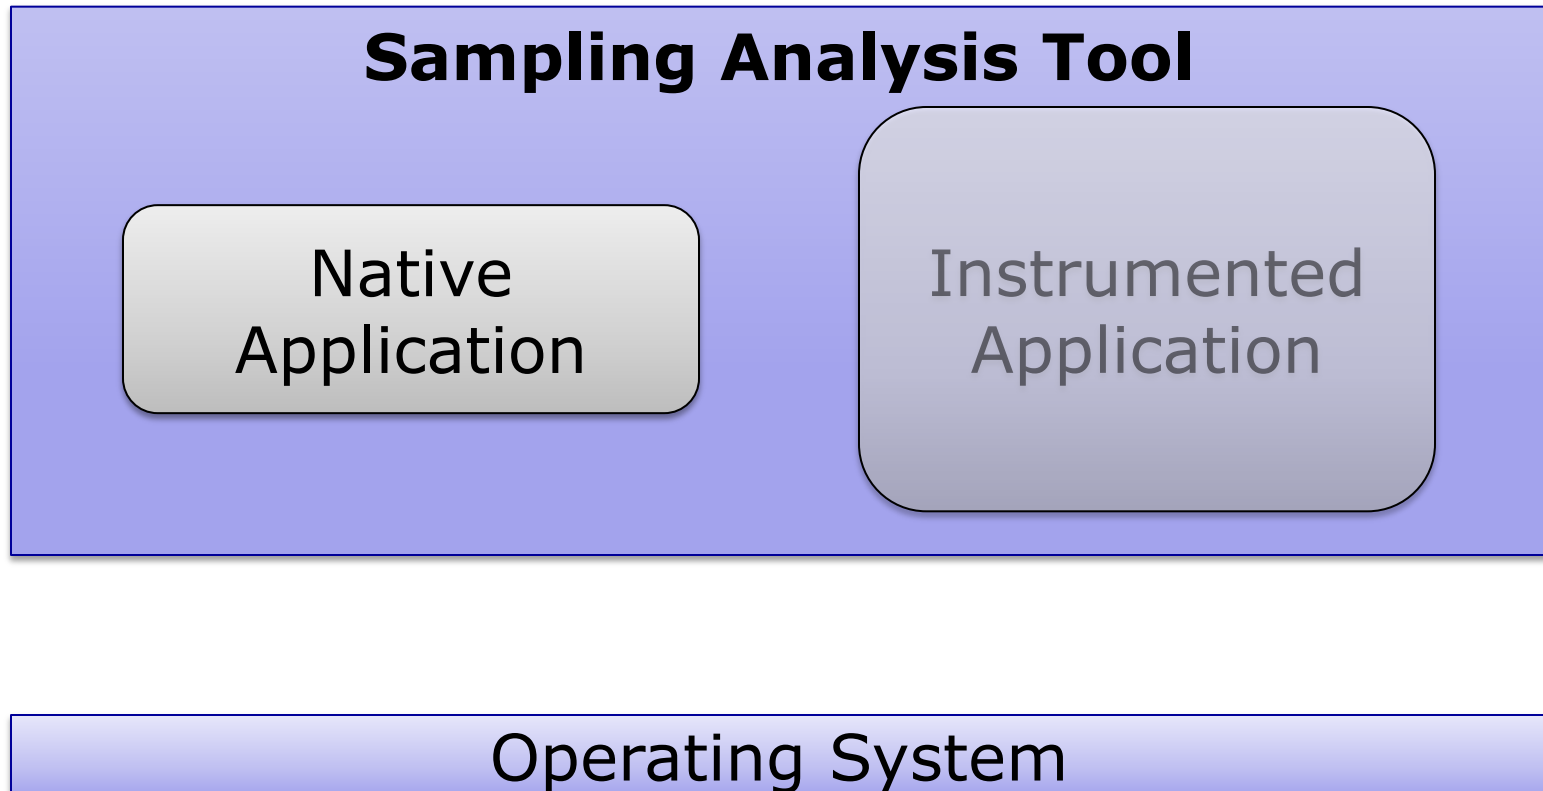 Sampling Analysis Tool
Native
Application
Instrumented
Application
Operating System